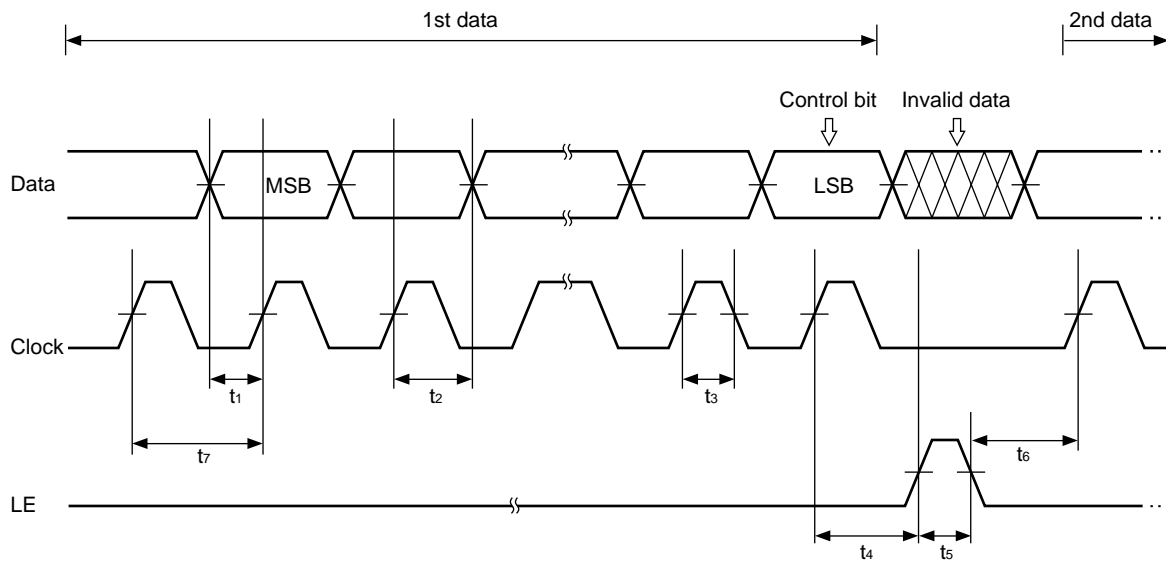 1st data
2nd data
Control bit
Invalid data
Data
MSB
LSB
Clock
t1
t2
t3
t7
t6
LE
t4
t5